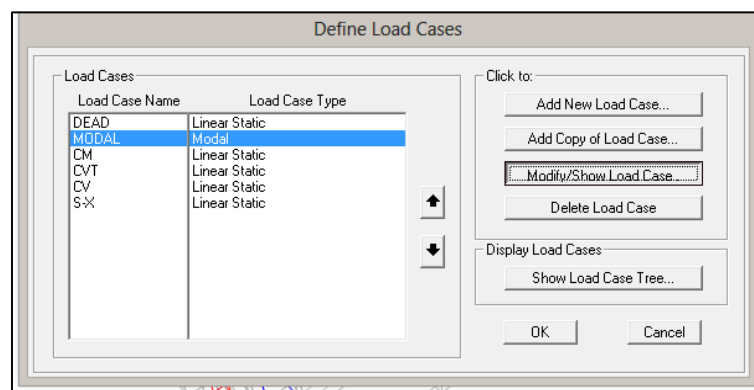 Define Load Cases
Load Cases
Load Case Name Load Case Type
DEAD Linear Static
MODAL Modal
CM Linear Static
CVT Linear Static
CV Linear Static
S-X Linear Static
Click to:
Add New Load Case...
Add Copy of Load Case...
Modify/Show Load Case...
Delete Load Case
Display Load Cases
Show Load Case Tree...
OK Cancel